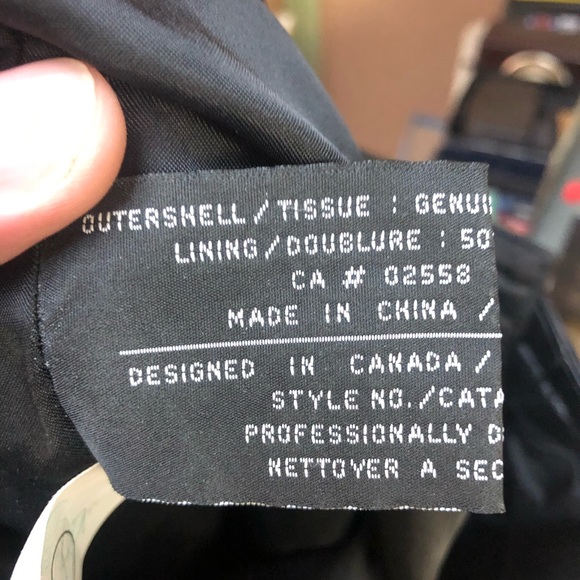 OUTERSHELL/TISSUE : GENUI
LINING/DOUBLURE : 50
CA # 02558
MADE IN CHINA /
DESIGNED IN CANADA /
STYLE NO./CATA
PROFESSIONALLY D
NETTOYER A SEC